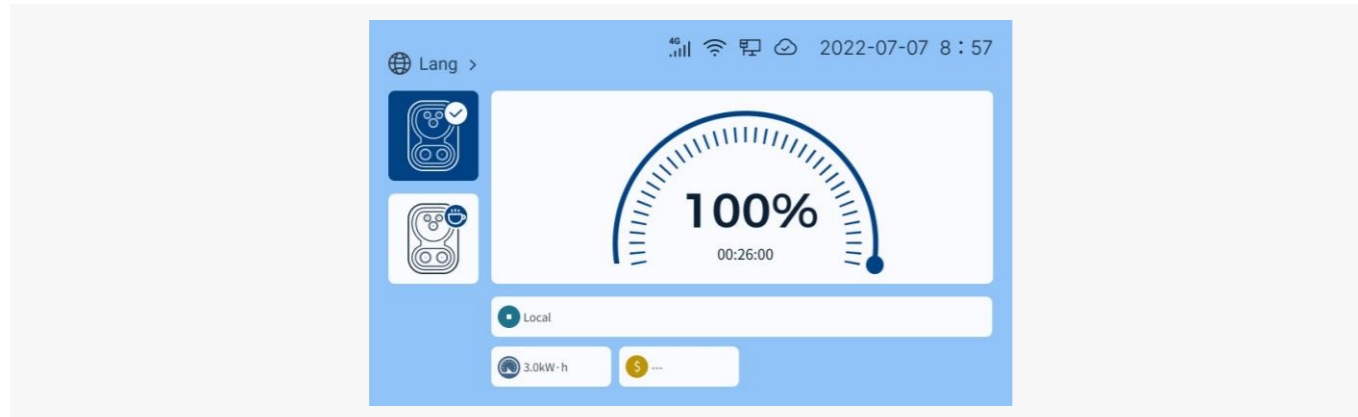 4G 2022-07-07 8：57
Lang >
100%
00:26:00
Local
3.0kW·h
$ ---